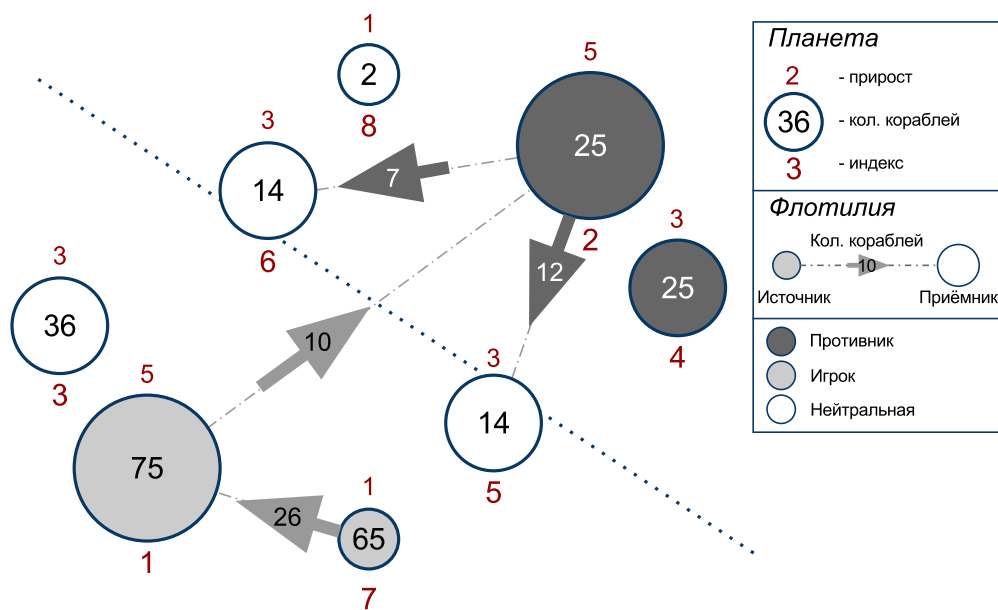 1
2
8
5
25
2
3
14
6
7
12
3
25
4
3
36
3
10
5
75
1
3
14
5
26
1
65
7
Планета
2 - прирост
36 - кол. кораблей
3 - индекс
Флотилия
Кол. кораблей
10
Источник Приёмник
Противник
Игрок
Нейтральная